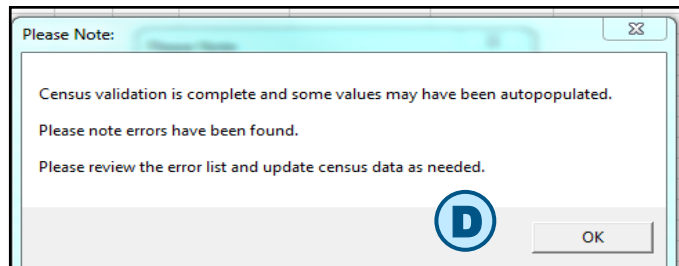 Please Note:
Census validation is complete and some values may have been autopopulated.
Please note errors have been found.
Please review the error list and update census data as needed.
D
OK